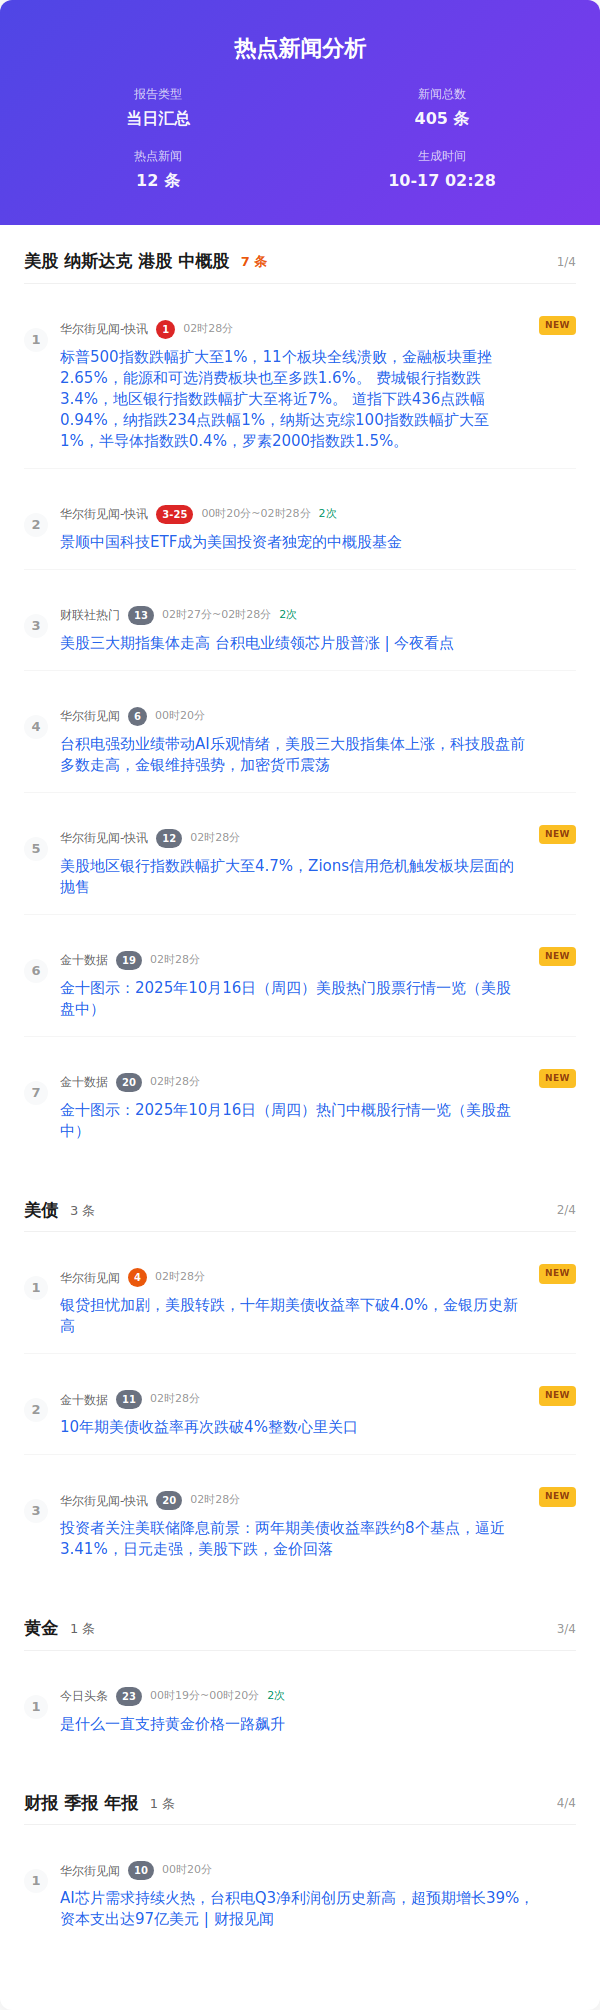 热点新闻分析
报告类型
新闻总数
当日汇总
405 条
热点新闻
生成时间
12 条
10-17 02:28
美股 纳斯达克 港股 中概股 7 条 1/4
NEW
1 华尔街见闻-快讯 1 02时28分
标普500指数跌幅扩大至1%，11个板块全线溃败，金融板块重挫
2.65%，能源和可选消费板块也至多跌1.6%。 费城银行指数跌
3.4%，地区银行指数跌幅扩大至将近7%。 道指下跌436点跌幅
0.94%，纳指跌234点跌幅1%，纳斯达克综100指数跌幅扩大至
1%，半导体指数跌0.4%，罗素2000指数跌1.5%。
2 华尔街见闻-快讯 3-25 00时20分~02时28分 2次
景顺中国科技ETF成为美国投资者独宠的中概股基金
3 财联社热门 13 02时27分~02时28分 2次
美股三大期指集体走高 台积电业绩领芯片股普涨 | 今夜看点
4 华尔街见闻 6 00时20分
台积电强劲业绩带动AI乐观情绪，美股三大股指集体上涨，科技股盘前
多数走高，金银维持强势，加密货币震荡
NEW
5 华尔街见闻-快讯 12 02时28分
美股地区银行指数跌幅扩大至4.7%，Zions信用危机触发板块层面的
抛售
NEW
6 金十数据 19 02时28分
金十图示：2025年10月16日（周四）美股热门股票行情一览（美股
盘中）
NEW
7 金十数据 20 02时28分
金十图示：2025年10月16日（周四）热门中概股行情一览（美股盘
中）
美债 3 条 2/4
NEW
1 华尔街见闻 4 02时28分
银贷担忧加剧，美股转跌，十年期美债收益率下破4.0%，金银历史新
高
NEW
2 金十数据 11 02时28分
10年期美债收益率再次跌破4%整数心里关口
NEW
3 华尔街见闻-快讯 20 02时28分
投资者关注美联储降息前景：两年期美债收益率跌约8个基点，逼近
3.41%，日元走强，美股下跌，金价回落
黄金 1 条 3/4
1 今日头条 23 00时19分~00时20分 2次
是什么一直支持黄金价格一路飙升
财报 季报 年报 1 条 4/4
1 华尔街见闻 10 00时20分
AI芯片需求持续火热，台积电Q3净利润创历史新高，超预期增长39%，
资本支出达97亿美元 | 财报见闻